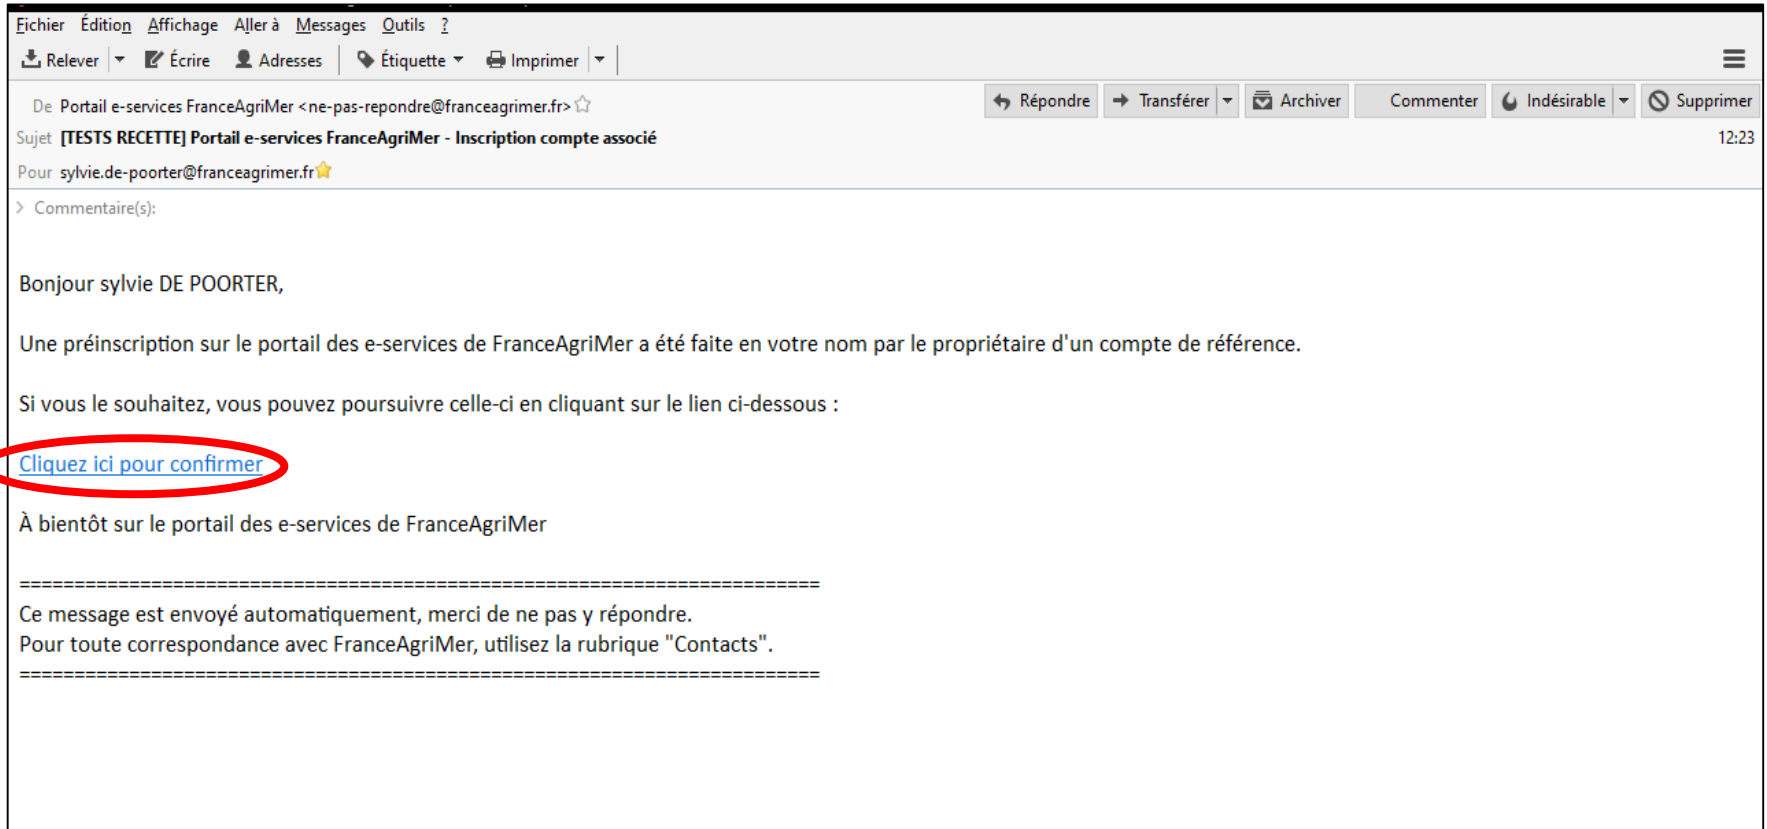 Fichier Édition Affichage Aller à Messages Outils ?
Relever Écrire Adresses Étiquette Imprimer
De Portail e-services FranceAgriMer <ne-pas-repondre@franceagrimer.fr> Répondre Transférer Archiver Commenter Indésirable Supprimer
Sujet [TESTS RECETTE] Portail e-services FranceAgriMer - Inscription compte associé 12:23
Pour sylvie.de-poorter@franceagrimer.fr
> Commentaire(s):
Bonjour sylvie DE POORTER,
Une préinscription sur le portail des e-services de FranceAgriMer a été faite en votre nom par le propriétaire d'un compte de référence.
Si vous le souhaitez, vous pouvez poursuivre celle-ci en cliquant sur le lien ci-dessous :
Cliquez ici pour confirmer
À bientôt sur le portail des e-services de FranceAgriMer
=========================================================================
Ce message est envoyé automatiquement, merci de ne pas y répondre.
Pour toute correspondance avec FranceAgriMer, utilisez la rubrique "Contacts".
=========================================================================